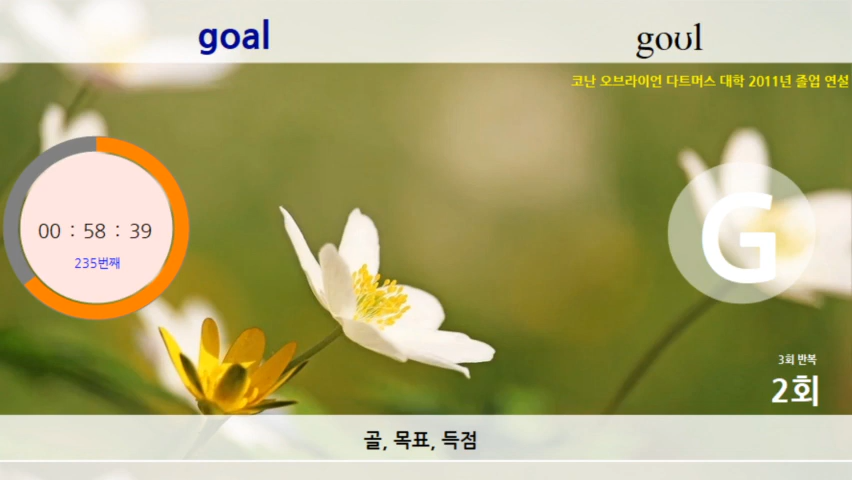 goal
goʊl
코난 오브라이언 다트머스 대학 2011년 졸업 연설
00 : 58 : 39
235번째
G
3회 반복
2회
골, 목표, 득점